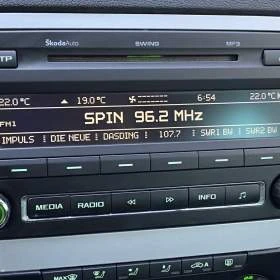 ŠkodaAuto SWING MP3
TP
22.0°C ▲ 19.0°C 6:54 22.0°C
FM1
SPIN 96.2 MHz
IMPULS DIE NEUE DASDING 107.7 SWR1 BW SWR2 BW
MEDIA RADIO « » INFO ♪
A